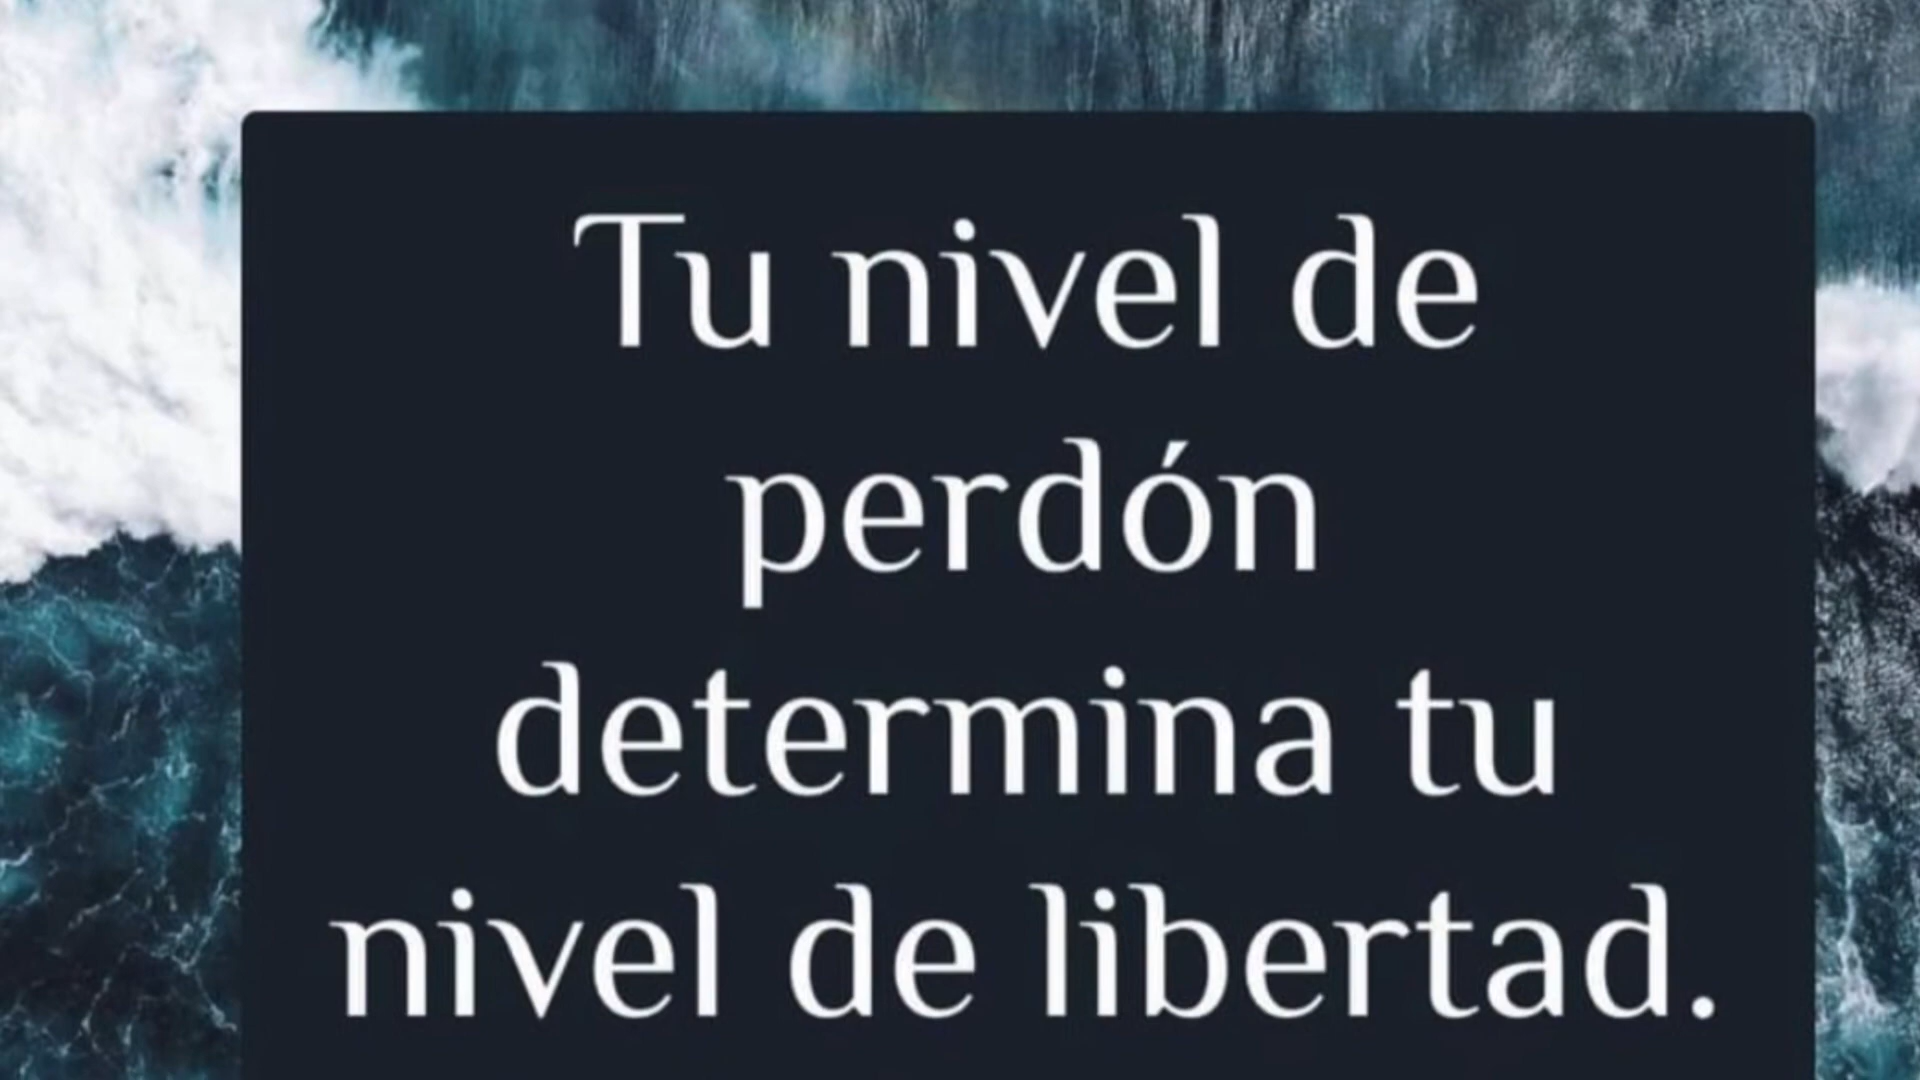 Tu nivel de
perdón
determina tu
nivel de libertad.